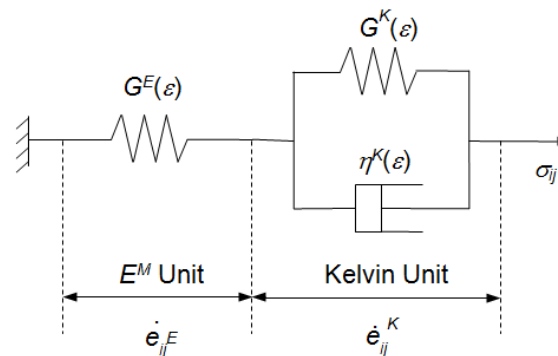 G^K(ε)
G^E(ε)
η^K(ε)
σ_ij
E^M Unit
Kelvin Unit
ė_ij^E
ė_ij^K